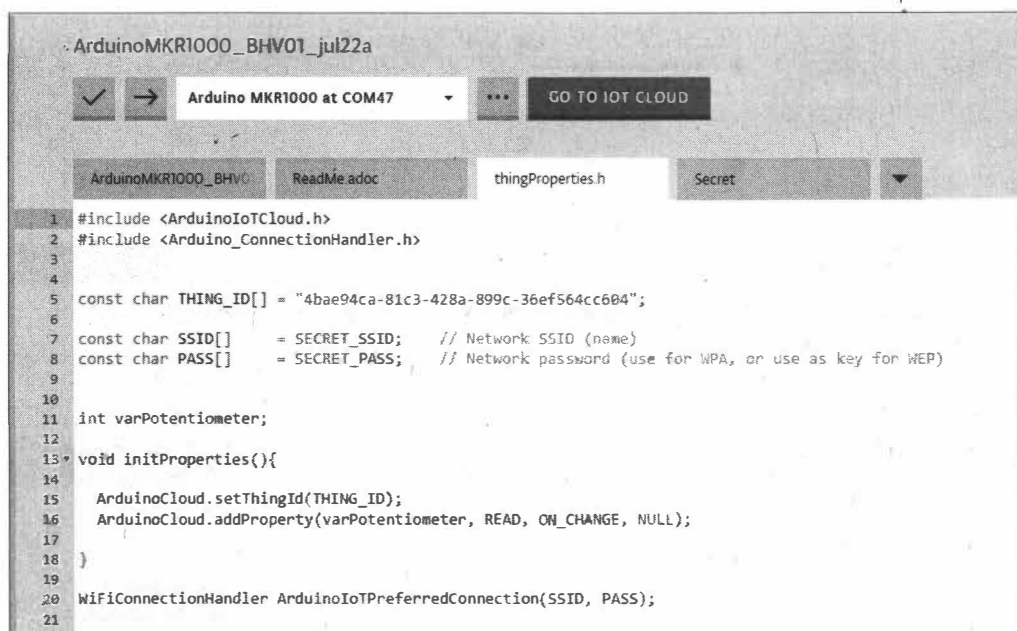 ArduinoMKR1000_BHV01_jul22a
Arduino MKR1000 at COM47
GO TO IOT CLOUD
ArduinoMKR1000_BHV0 ReadMe.adoc thingProperties.h Secret
1 #include <ArduinoIoTCloud.h>
2 #include <Arduino_ConnectionHandler.h>
3
4
5 const char THING_ID[] = "4bae94ca-81c3-428a-899c-36ef564cc604";
6
7 const char SSID[] = SECRET_SSID; // Network SSID (name)
8 const char PASS[] = SECRET_PASS; // Network password (use for WPA, or use as key for WEP)
9
10
11 int varPotentiometer;
12
13 void initProperties(){
14
15 ArduinoCloud.setThingId(THING_ID);
16 ArduinoCloud.addProperty(varPotentiometer, READ, ON_CHANGE, NULL);
17
18 }
19
20 WiFiConnectionHandler ArduinoIoTPreferredConnection(SSID, PASS);
21